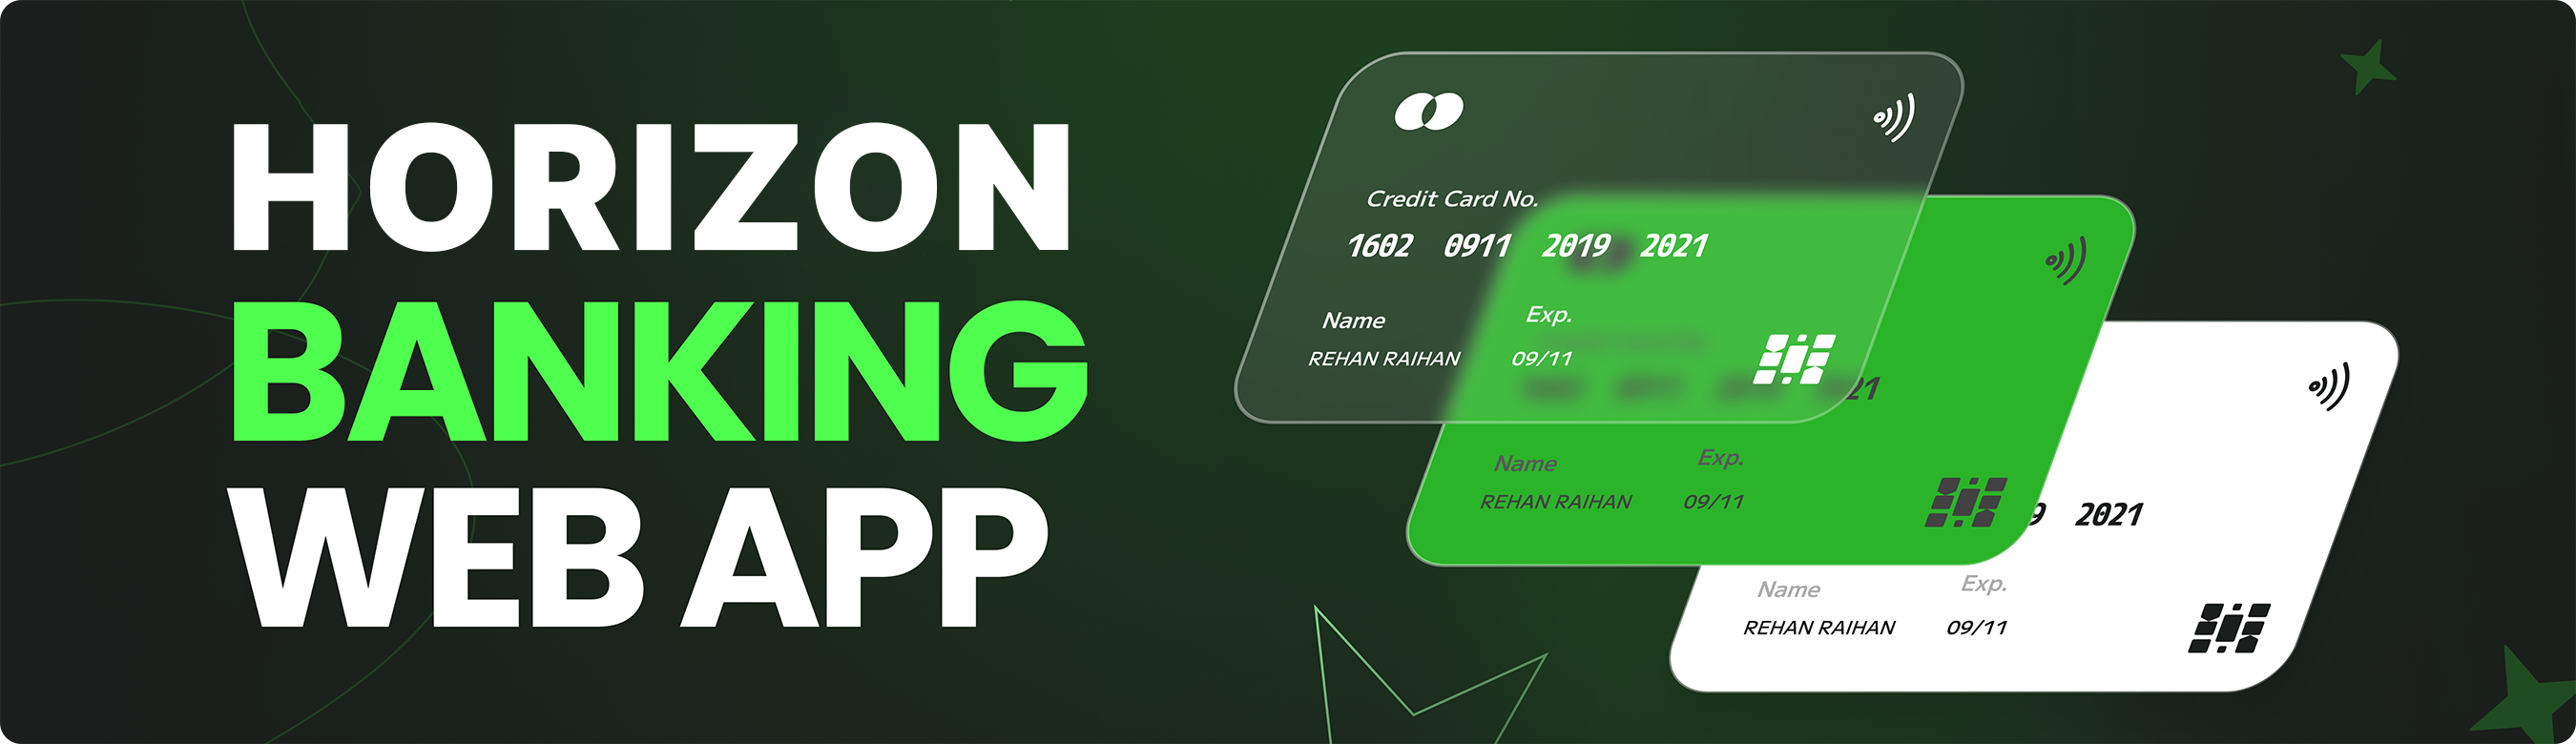 HORIZON
BANKING
WEB APP
Credit Card No.
1602 0911 2019 2021
Name Exp.
REHAN RAIHAN 09/11
21
Name Exp.
REHAN RAIHAN 09/11
9 2021
Name Exp.
REHAN RAIHAN 09/11